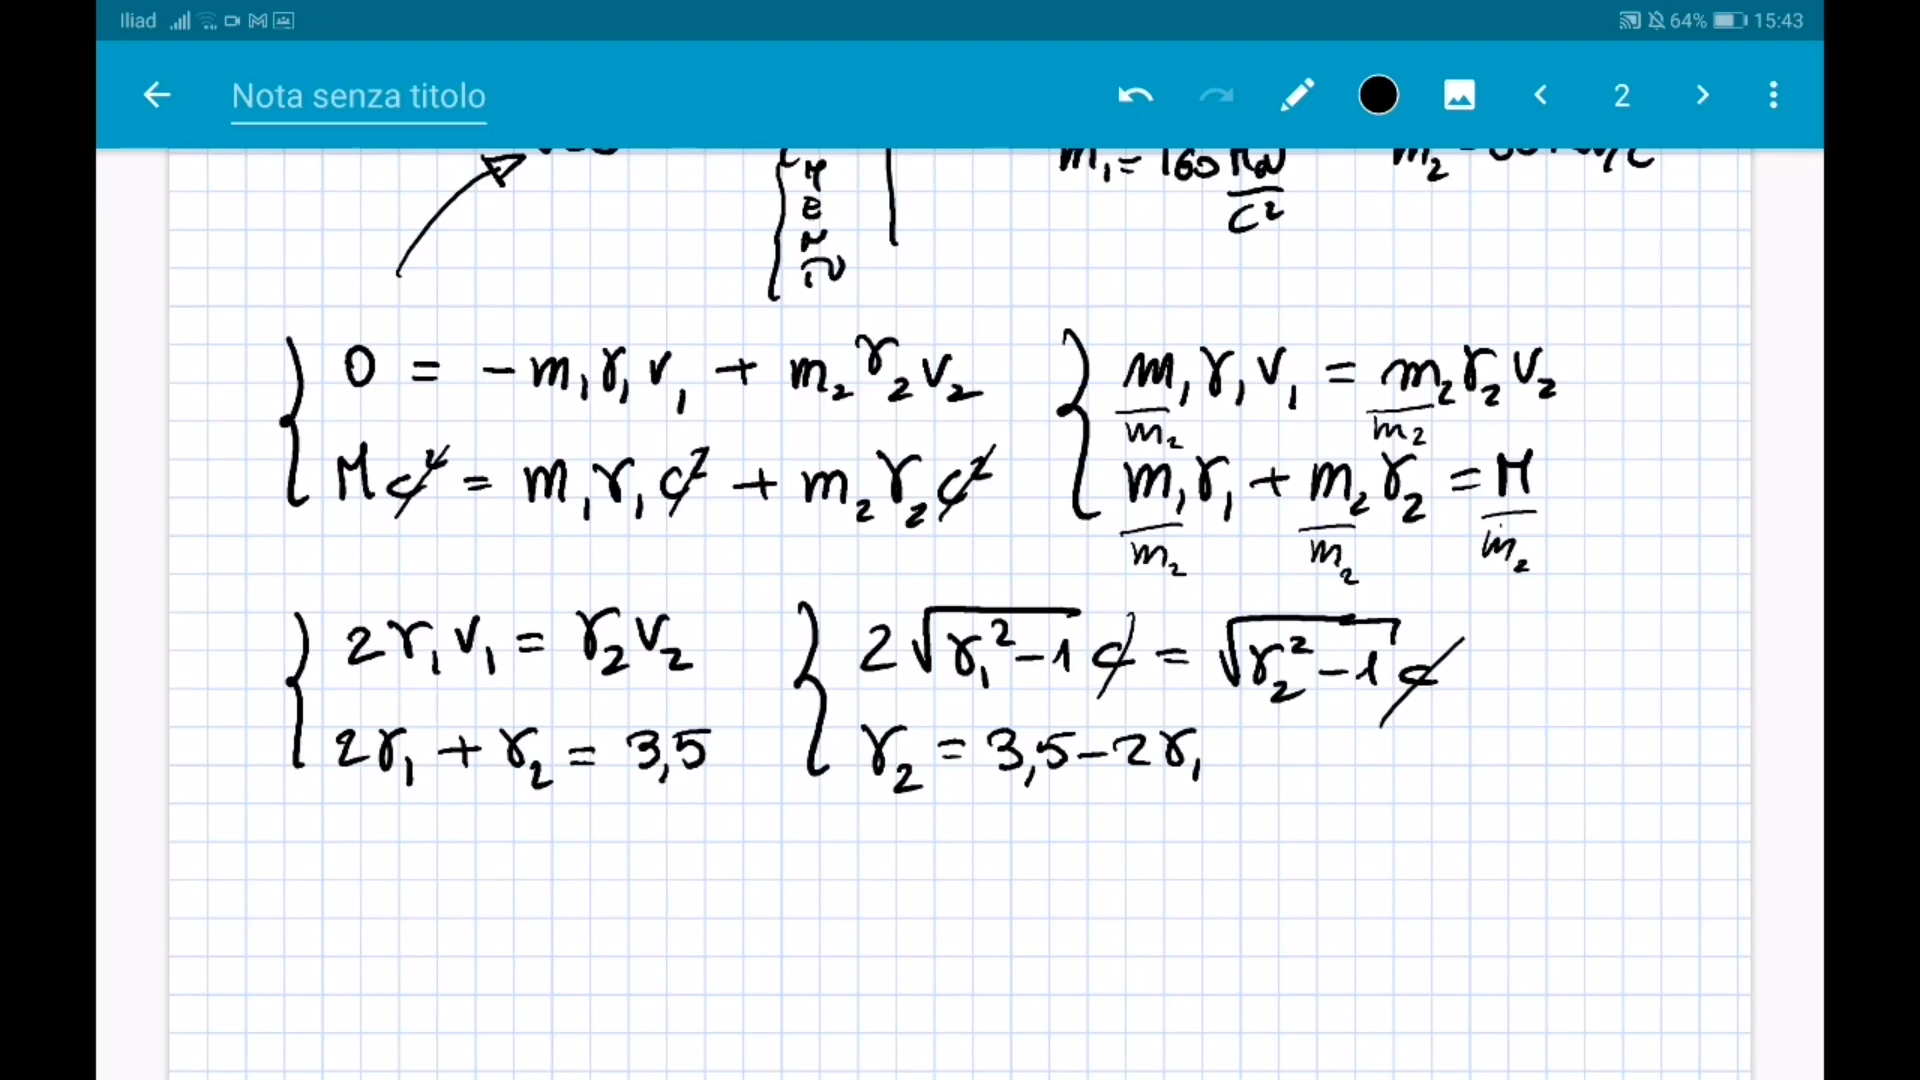 Iliad 64% 15:43
Nota senza titolo 2
m₁ = 160 c²
m₂
0 = -m₁γ₁v₁ + m₂γ₂v₂
m₁γ₁v₁ / m₂ = m₂γ₂v₂ / m₂
Mc² = m₁γ₁c² + m₂γ₂c²
m₁γ₁ / m₂ + m₂γ₂ / m₂ = M / m₂
2γ₁v₁ = γ₂v₂
2√(γ₁²-1) c = √(γ₂²-1) c
2γ₁ + γ₂ = 3,5
γ₂ = 3,5 - 2γ₁